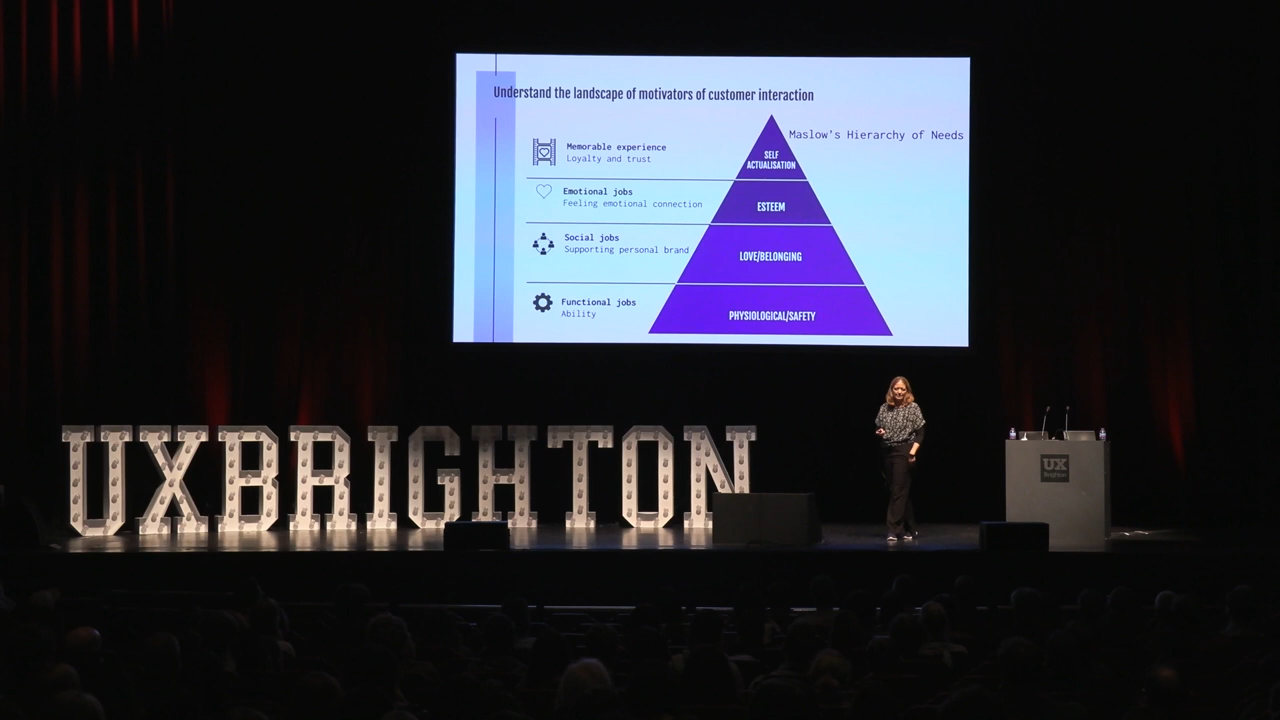 Understand the landscape of motivators of customer interaction
Maslow's Hierarchy of Needs
Memorable experience
Loyalty and trust
SELF
ACTUALISATION
Emotional jobs
Feeling emotional connection
ESTEEM
Social jobs
Supporting personal brand
LOVE/BELONGING
Functional jobs
Ability
PHYSIOLOGICAL/SAFETY
UXBRIGHTON
UX
Brighton